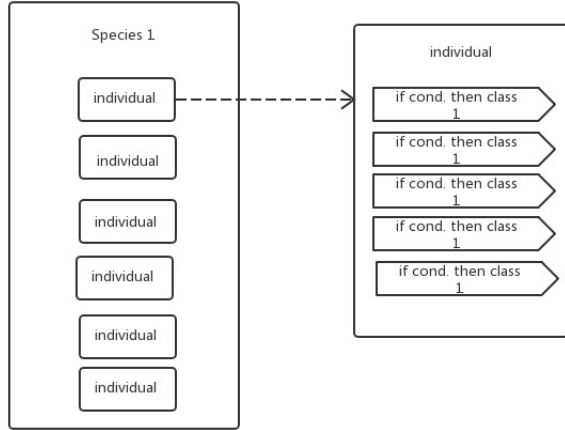 Species 1
individual
individual
individual
individual
individual
individual
individual
if cond. then class
1
if cond. then class
1
if cond. then class
1
if cond. then class
1
if cond. then class
1